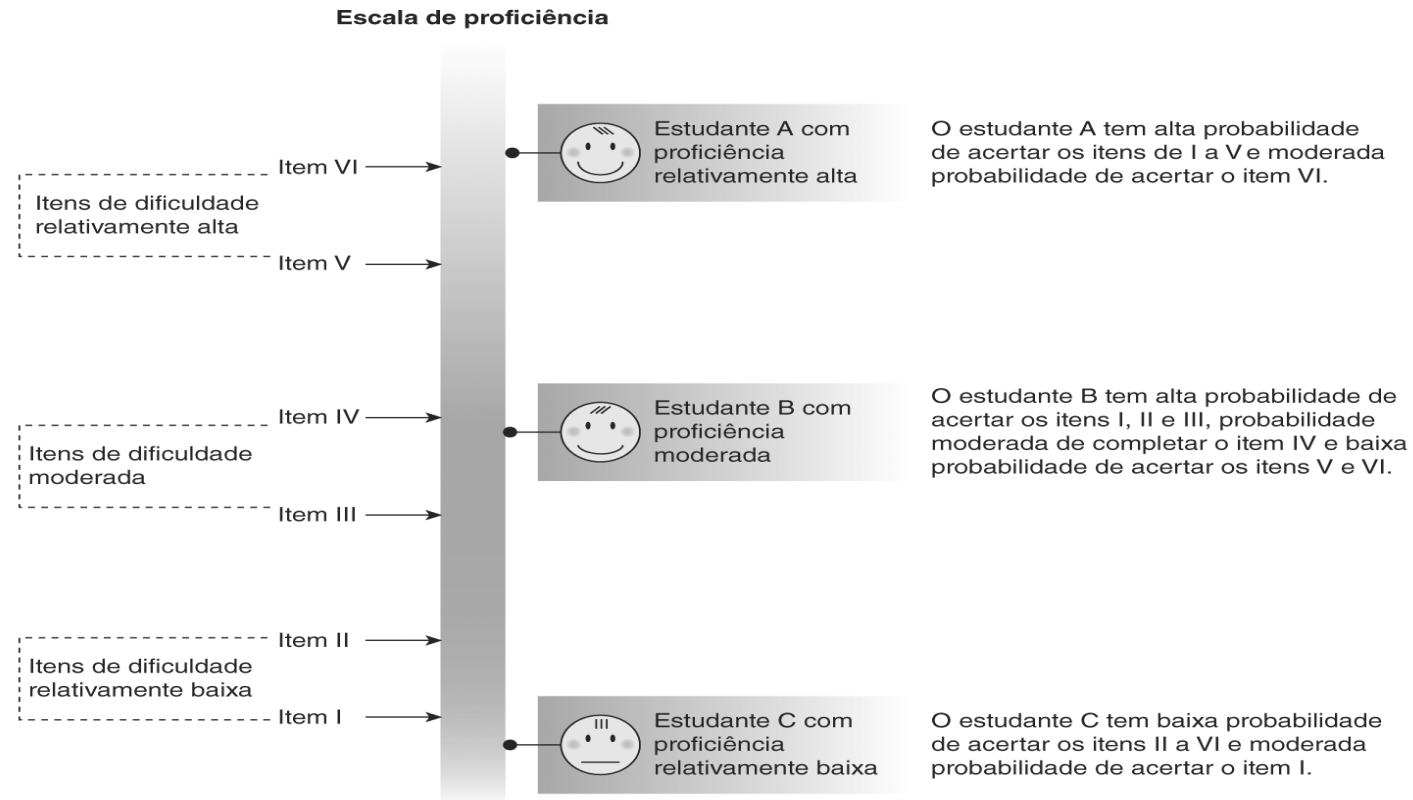 Escala de proficiência
Item VI
Itens de dificuldade
relativamente alta
Item V
Estudante A com
proficiência
relativamente alta
O estudante A tem alta probabilidade
de acertar os itens de I a V e moderada
probabilidade de acertar o item VI.
Item IV
Itens de dificuldade
moderada
Item III
Estudante B com
proficiência
moderada
O estudante B tem alta probabilidade de
acertar os itens I, II e III, probabilidade
moderada de completar o item IV e baixa
probabilidade de acertar os itens V e VI.
Item II
Itens de dificuldade
relativamente baixa
Item I
Estudante C com
proficiência
relativamente baixa
O estudante C tem baixa probabilidade
de acertar os itens II a VI e moderada
probabilidade de acertar o item I.